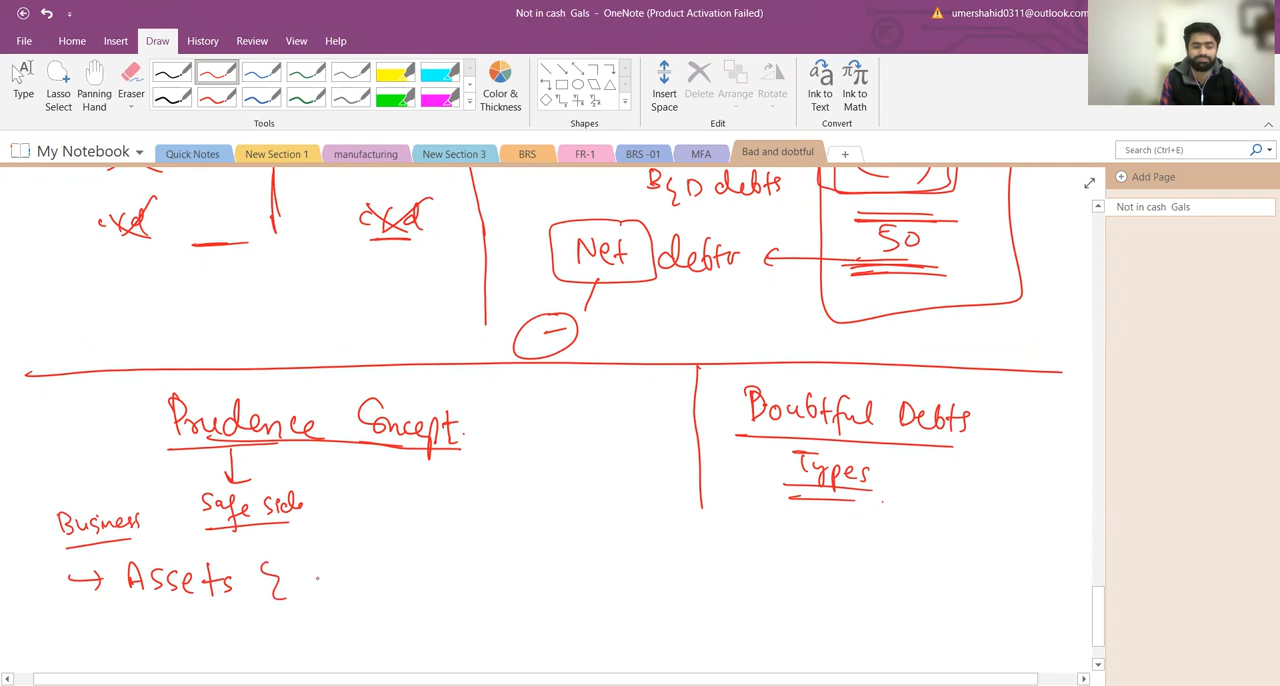 Not in cash Gals - OneNote (Product Activation Failed)
umershahid0311@outlook.com
File Home Insert Draw History Review View Help
Type
Lasso Select
Panning Hand
Eraser
Color & Thickness
Insert Space
Delete
Arrange
Rotate
Ink to Text
Ink to Math
Tools
Shapes
Edit
Convert
My Notebook
Quick Notes
New Section 1
manufacturing
New Section 3
BRS
FR-1
BRS -01
MFA
Bad and dobtful
Search (Ctrl+E)
Add Page
Not in cash Gals
B & D debts
50
Net debtr
-
Prudence Concept.
Safe side
Business
→ Assets &
Doubtful Debts
Types